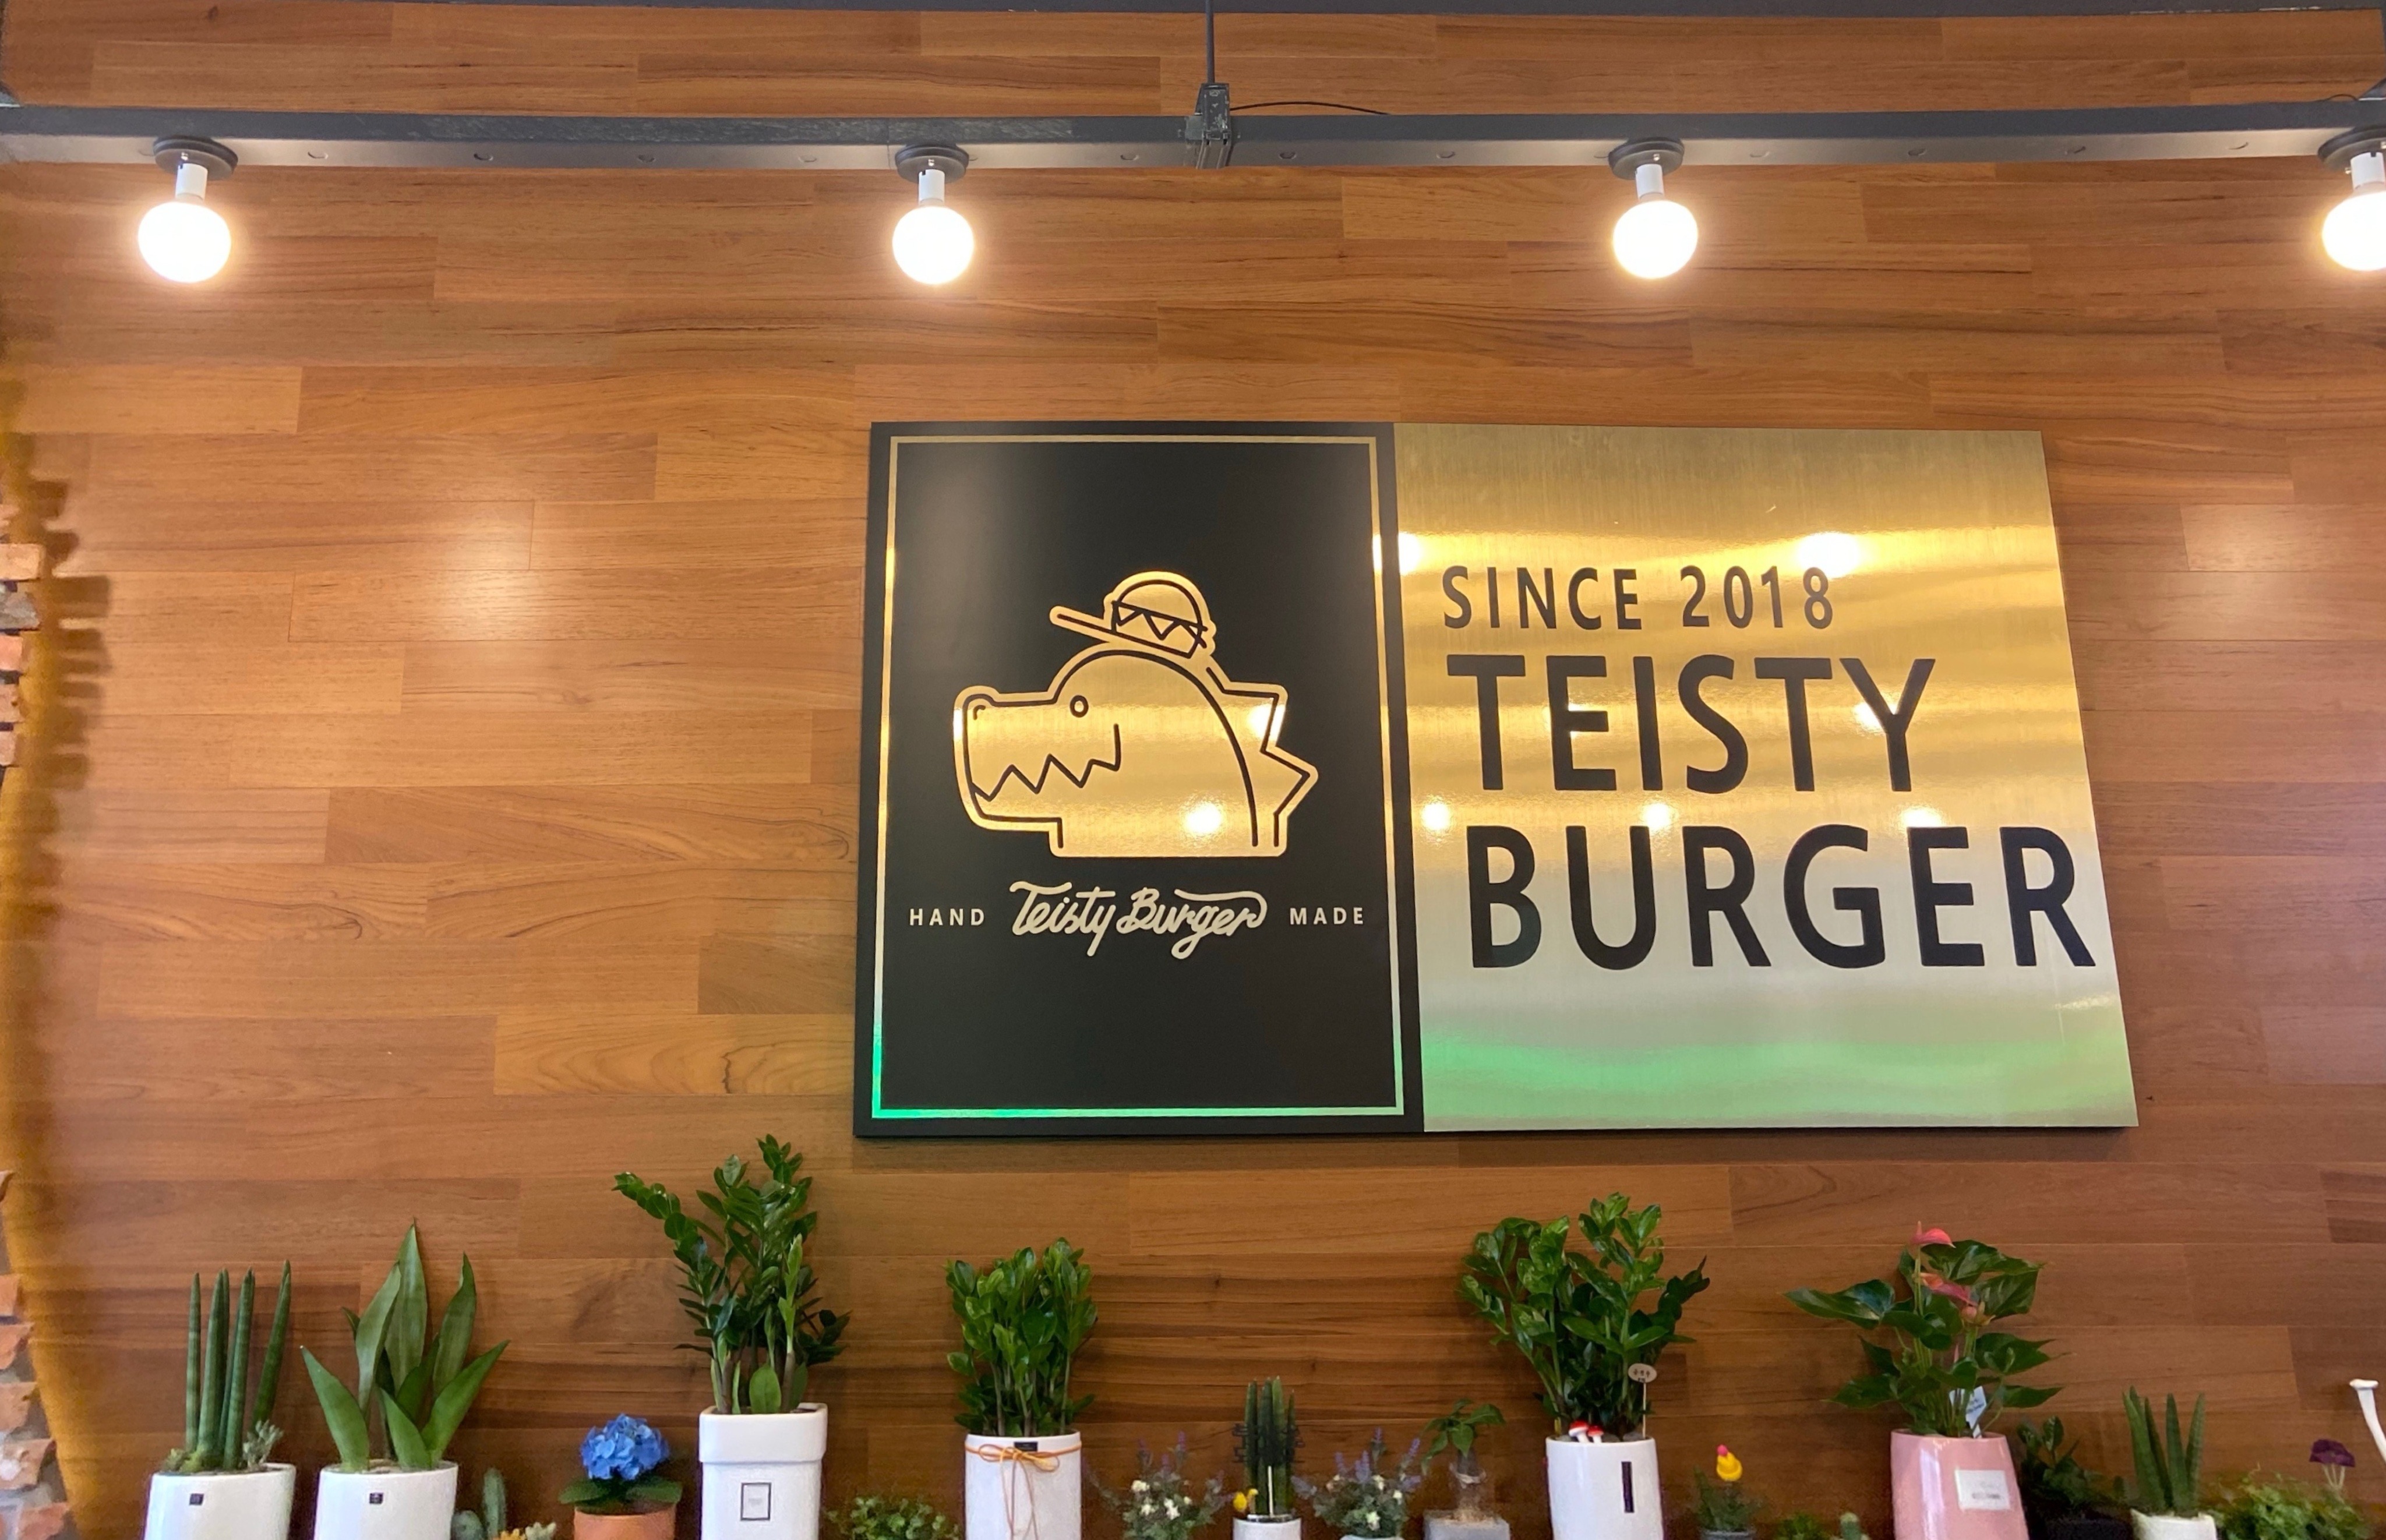 HAND Teisty Burger MADE
SINCE 2018
TEISTY
BURGER